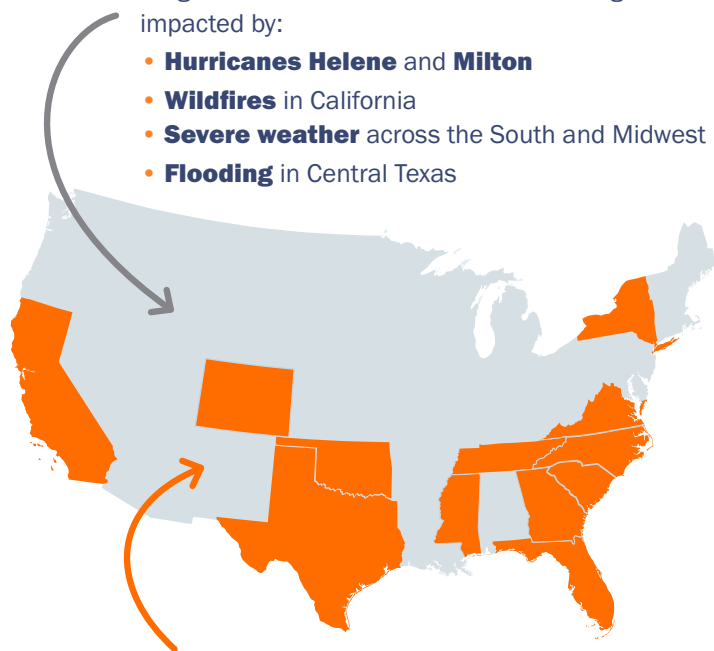 impacted by:
• Hurricanes Helene and Milton
• Wildfires in California
• Severe weather across the South and Midwest
• Flooding in Central Texas